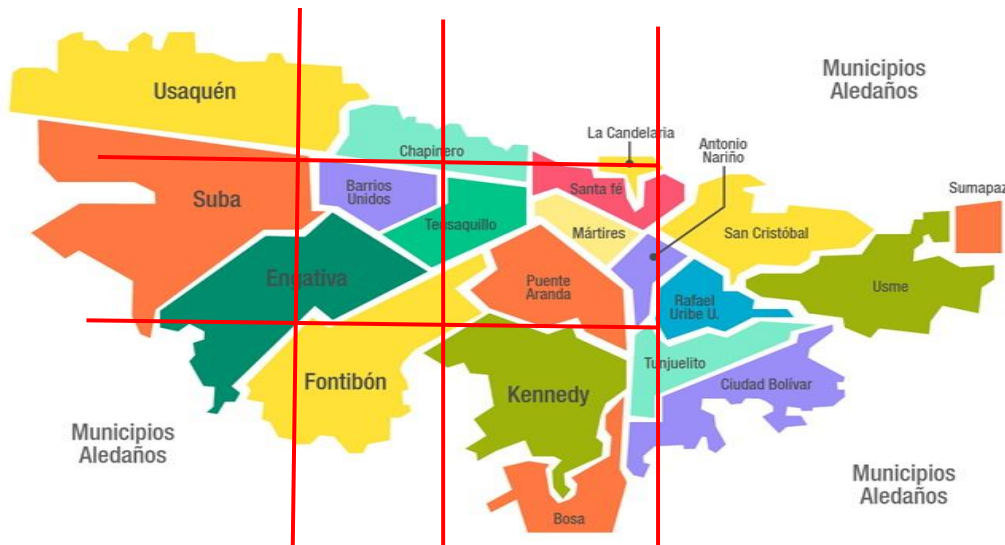 Usaquén
Municipios
Aledaños
La Candelaria
Antonio
Nariño
Chapinero
Barrios
Unidos
Santa fé
Sumapaz
Suba
Teusaquillo
Mártires
San Cristóbal
Engativa
Puente
Aranda
Rafael
Uribe U.
Usme
Tunjuelito
Fontibón
Kennedy
Ciudad Bolívar
Municipios
Aledaños
Municipios
Aledaños
Bosa